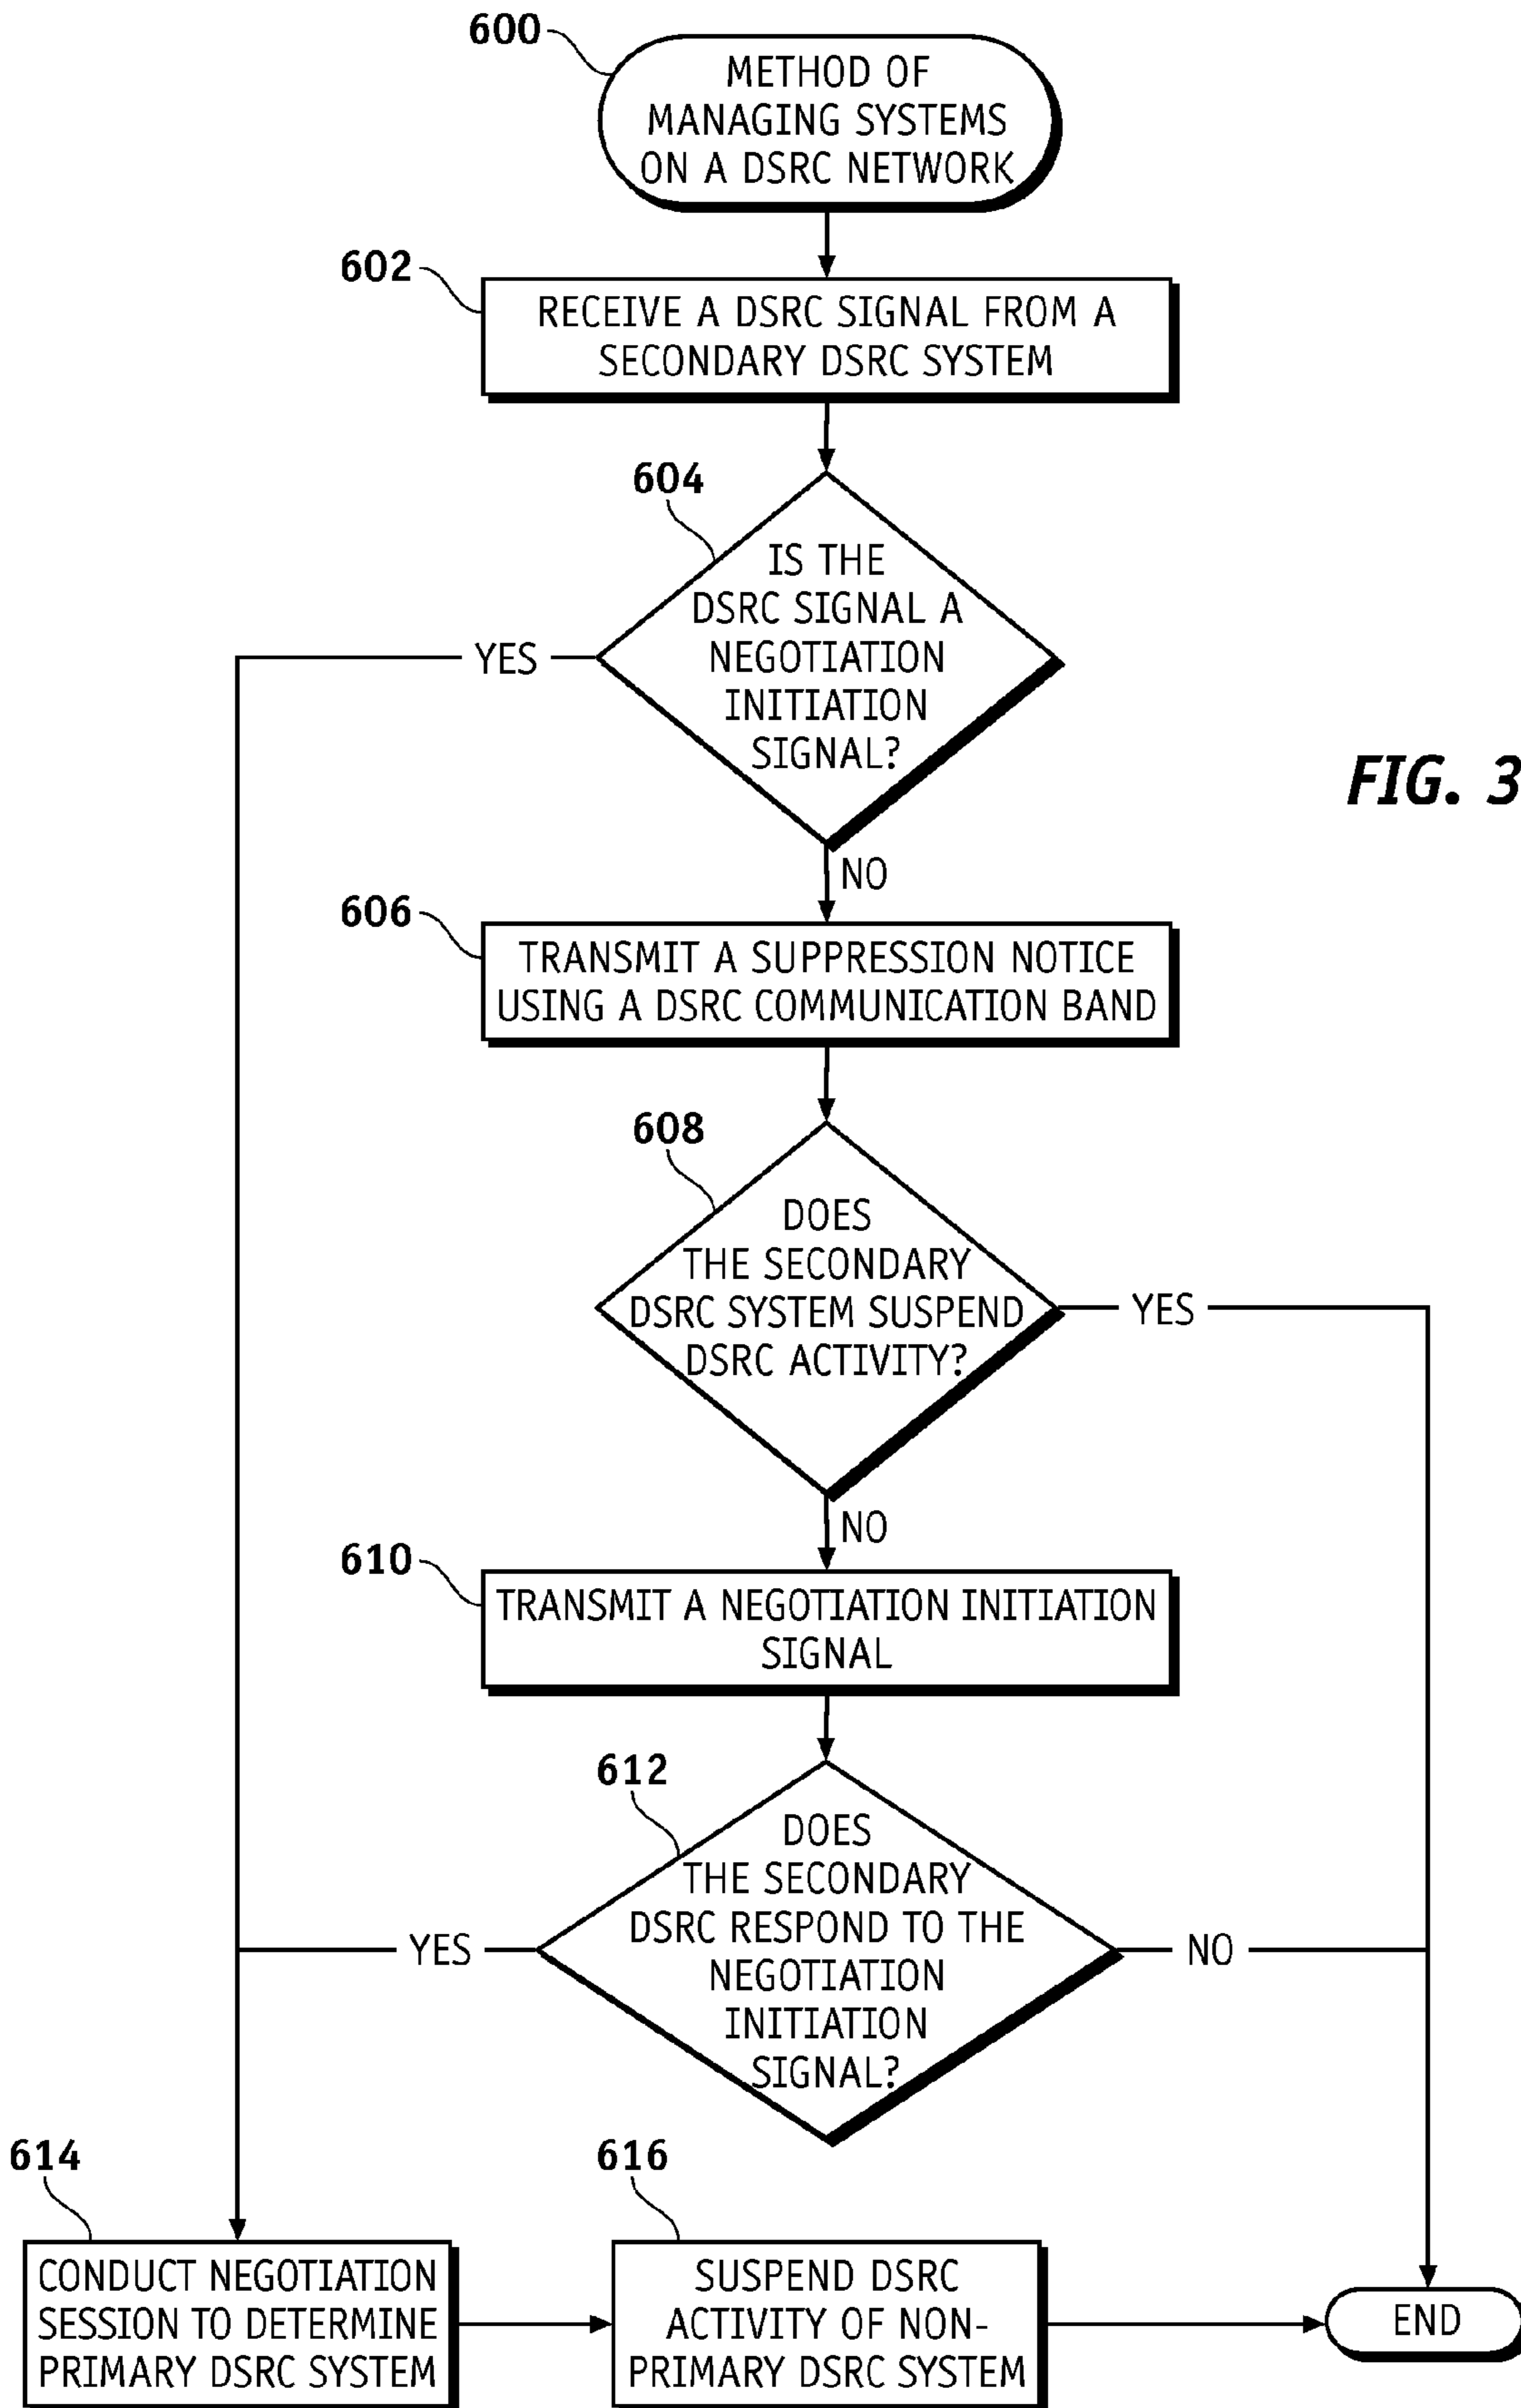 600
METHOD OF
MANAGING SYSTEMS
ON A DSRC NETWORK
602
RECEIVE A DSRC SIGNAL FROM A
SECONDARY DSRC SYSTEM
604
IS THE
DSRC SIGNAL A
NEGOTIATION
INITIATION
SIGNAL?
YES
NO
FIG. 3
606
TRANSMIT A SUPPRESSION NOTICE
USING A DSRC COMMUNICATION BAND
608
DOES
THE SECONDARY
DSRC SYSTEM SUSPEND
DSRC ACTIVITY?
YES
NO
610
TRANSMIT A NEGOTIATION INITIATION
SIGNAL
612
DOES
THE SECONDARY
DSRC RESPOND TO THE
NEGOTIATION
INITIATION
SIGNAL?
YES
NO
614
CONDUCT NEGOTIATION
SESSION TO DETERMINE
PRIMARY DSRC SYSTEM
616
SUSPEND DSRC
ACTIVITY OF NON-
PRIMARY DSRC SYSTEM
END